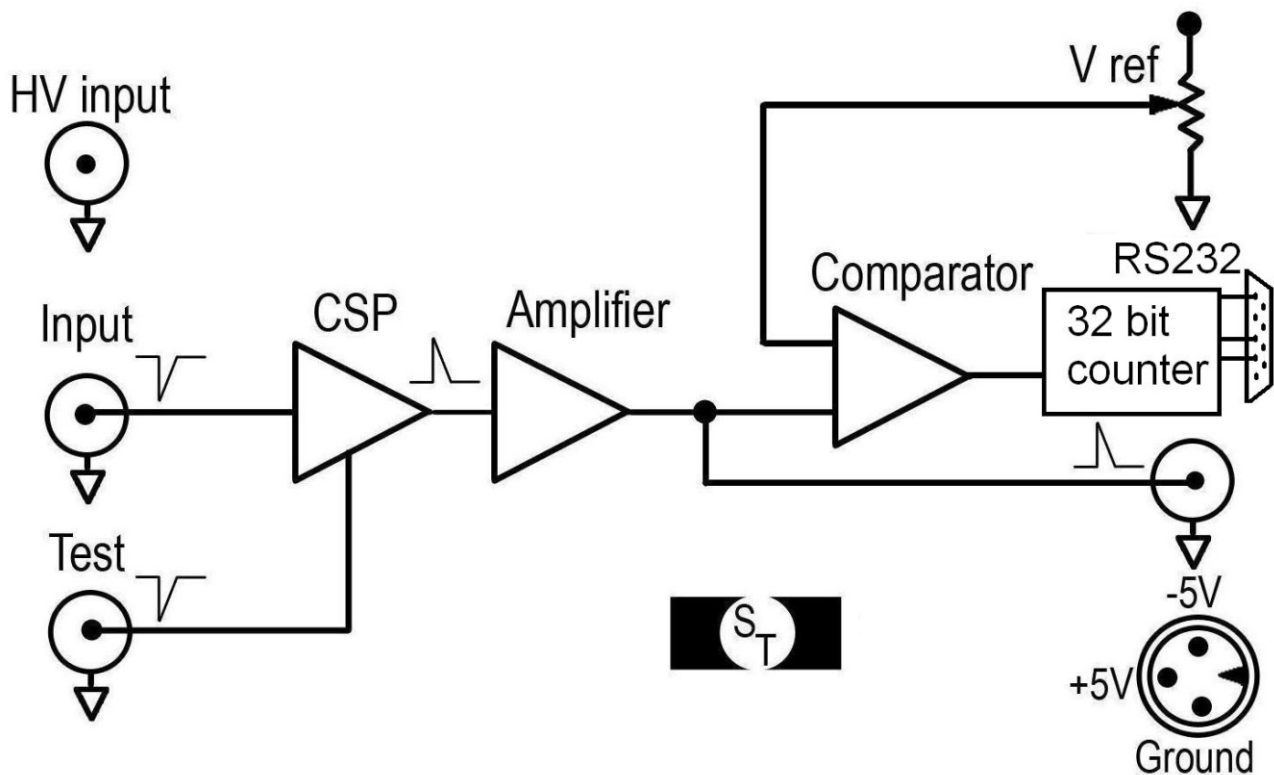 HV input
V ref
RS232
Comparator
Input
CSP
Amplifier
32 bit
counter
Test
S
T
-5V
+5V
Ground